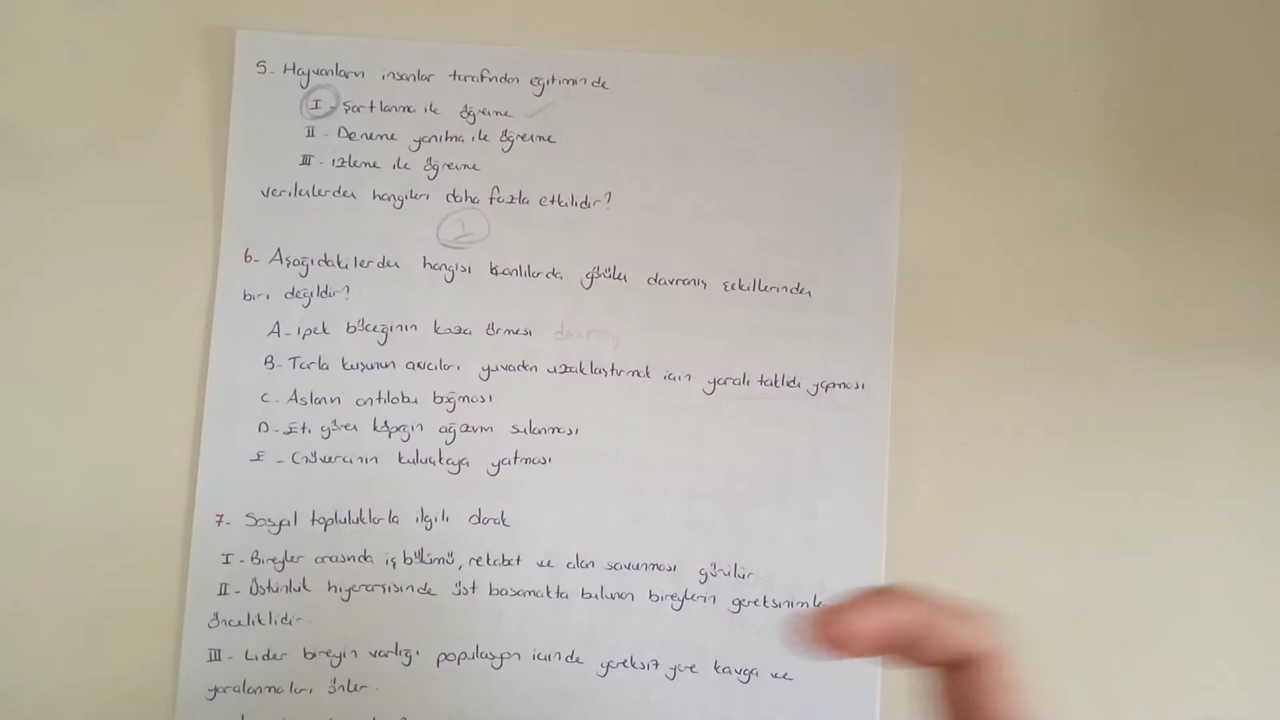 5. Hayvanların insanlar tarafından eğitiminde
I - Şartlanma ile öğrenme
II - Deneme yanılma ile öğrenme
III - izleme ile öğrenme
verilenlerden hangileri daha fazla etkilidir?
I
6- Aşağıdakilerden hangisi canlılarda görülen davranış şekillerinden
biri değildir?
A - ipek böceğinin koza örmesi
B - Tarla kuşunun avcıları yuvadan uzaklaştırmak için yaralı taklidi yapması
C - Aslanın antilobu boğması
D - Eti gören köpeğin ağzının sulanması
E - Güvercinin kuluçkaya yatması
7- Sosyal topluluklarla ilgili olarak
I - Bireyler arasında iş bölümü, rekabet ve alan savunması görülür
II - Üstünlük hiyerarşisinde üst basamakta bulunan bireylerin
önceliklidir.
III - Lider bireyin varlığı populasyon içinde gereksiz yere kavga ve
yaralanmaları önler.